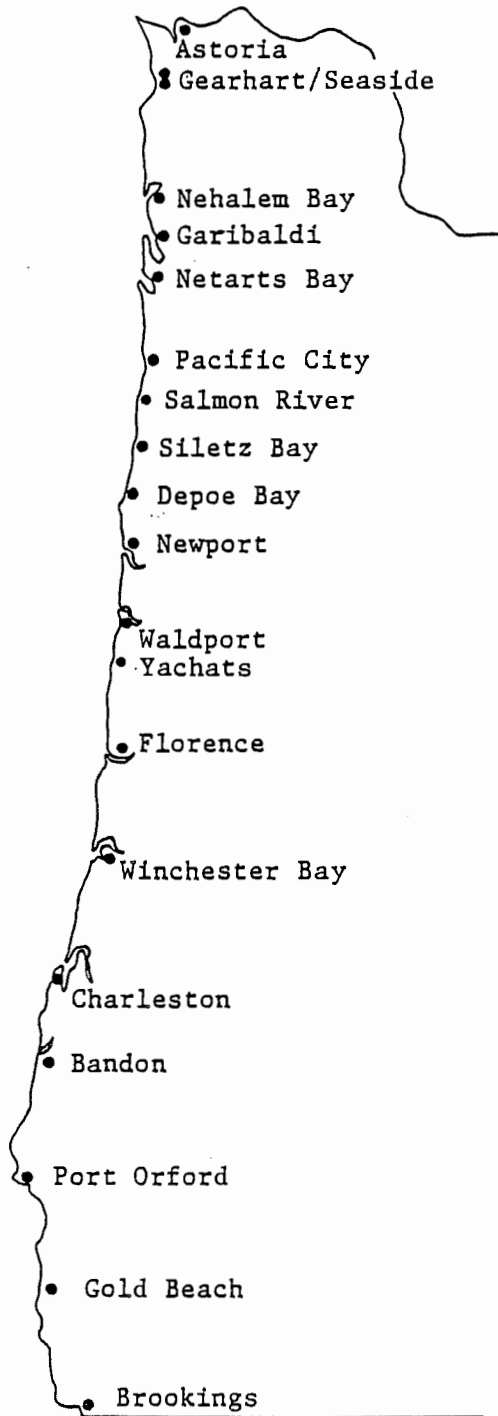 Astoria
Gearhart/Seaside
Nehalem Bay
Garibaldi
Netarts Bay
Pacific City
Salmon River
Siletz Bay
Depoe Bay
Newport
Waldport
Yachats
Florence
Winchester Bay
Charleston
Bandon
Port Orford
Gold Beach
Brookings